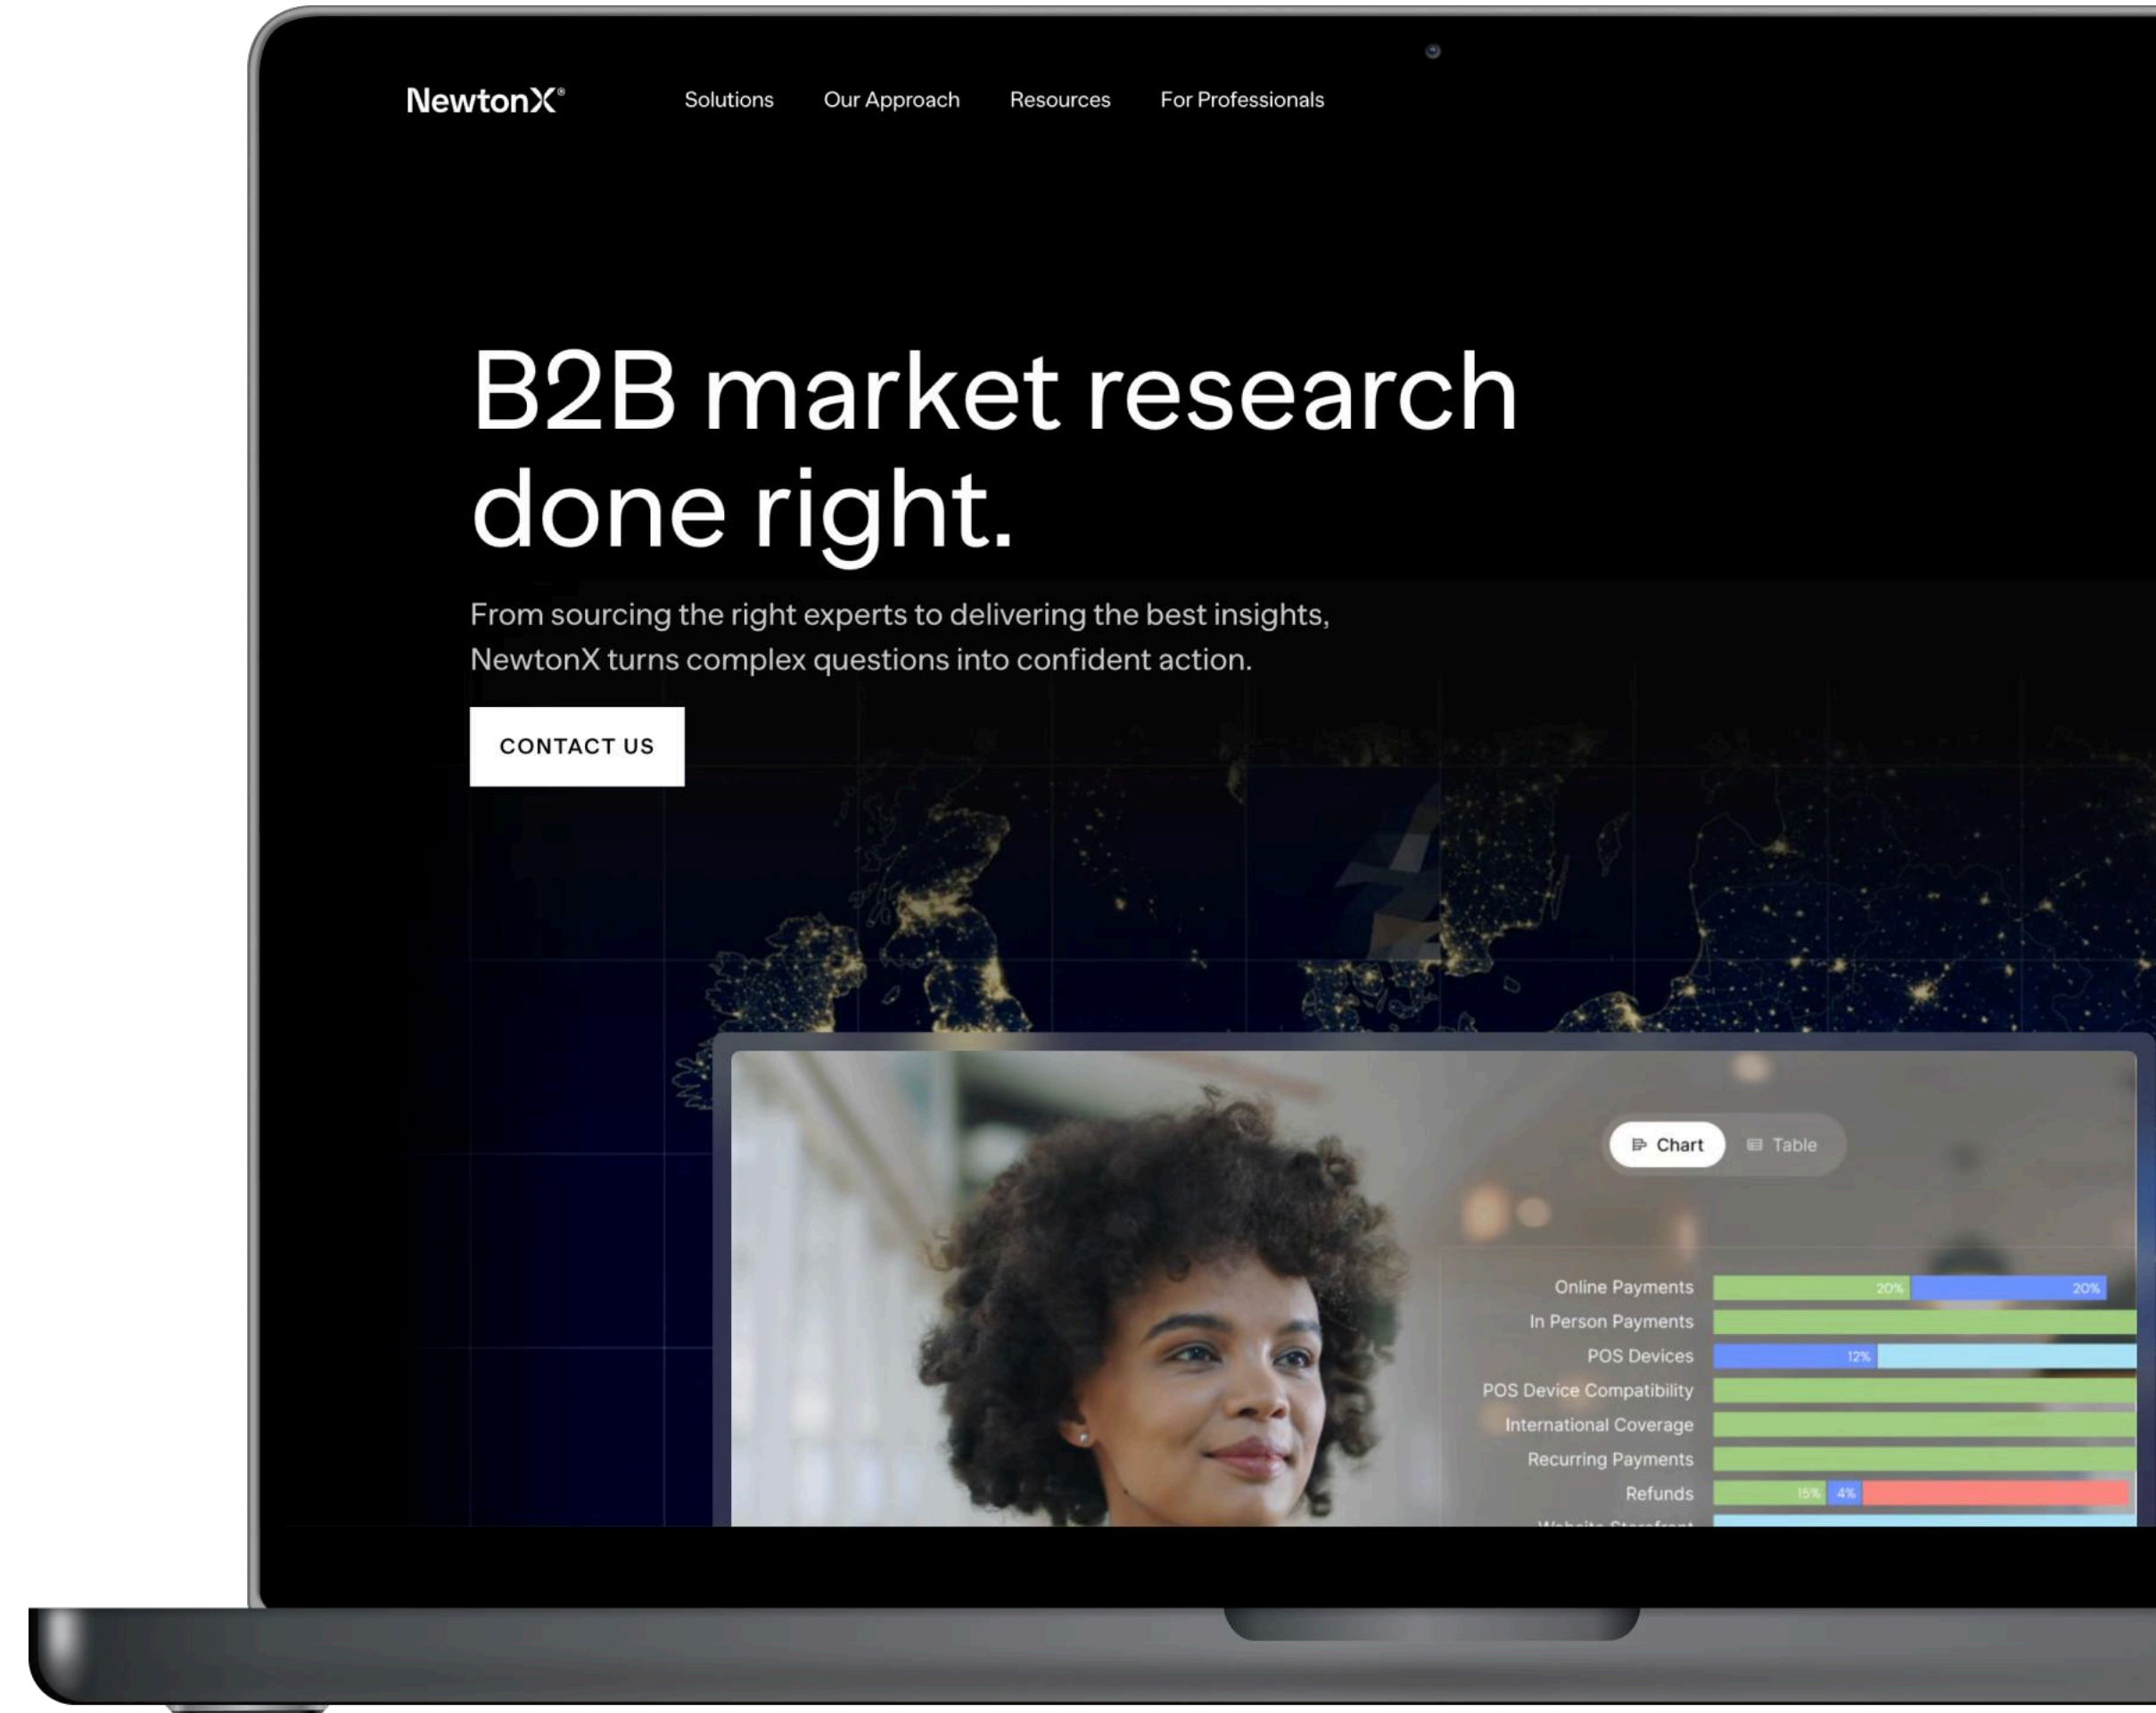 NewtonX®
Solutions Our Approach Resources For Professionals
B2B market research
done right.
From sourcing the right experts to delivering the best insights,
NewtonX turns complex questions into confident action.
CONTACT US
Chart Table
Online Payments 20% 20%
In Person Payments
POS Devices 12%
POS Device Compatibility
International Coverage
Recurring Payments
Refunds 15% 4%
Website Storefront